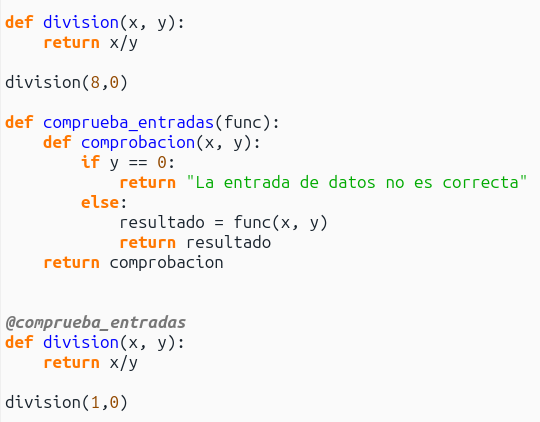 def division(x, y):
    return x/y

division(8,0)

def comprueba_entradas(func):
    def comprobacion(x, y):
        if y == 0:
            return "La entrada de datos no es correcta"
        else:
            resultado = func(x, y)
            return resultado
    return comprobacion


@comprueba_entradas
def division(x, y):
    return x/y

division(1,0)